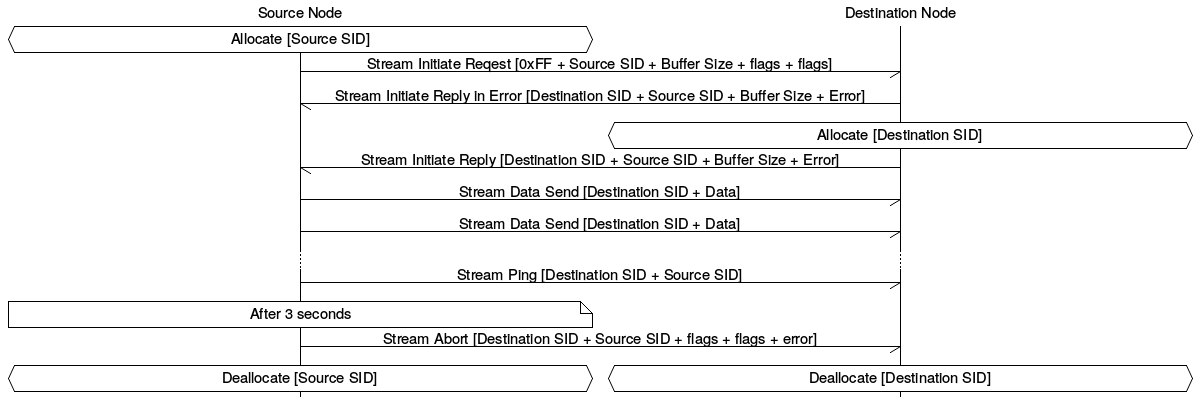 Source Node
Destination Node
Allocate [Source SID]
Stream Initiate Reqest [0xFF + Source SID + Buffer Size + flags + flags]
Stream Initiate Reply in Error [Destination SID + Source SID + Buffer Size + Error]
Allocate [Destination SID]
Stream Initiate Reply [Destination SID + Source SID + Buffer Size + Error]
Stream Data Send [Destination SID + Data]
Stream Data Send [Destination SID + Data]
Stream Ping [Destination SID + Source SID]
After 3 seconds
Stream Abort [Destination SID + Source SID + flags + flags + error]
Deallocate [Source SID]
Deallocate [Destination SID]